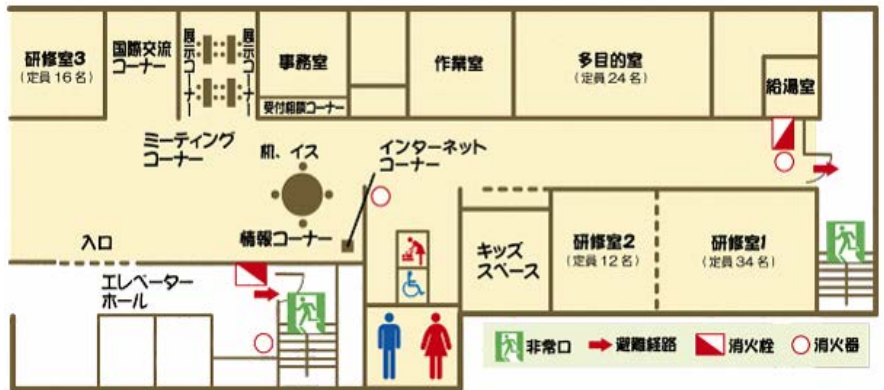 研修室3
(定員16名)
国際交流
コーナー
展示コーナー
展示コーナー
事務室
受付相談コーナー
作業室
多目的室
(定員24名)
給湯室
ミーティング
コーナー
机、イス
インターネット
コーナー
入口
情報コーナー
エレベーター
ホール
キッズ
スペース
研修室2
(定員12名)
研修室1
(定員34名)
非常口
避難経路
消火栓
消火器